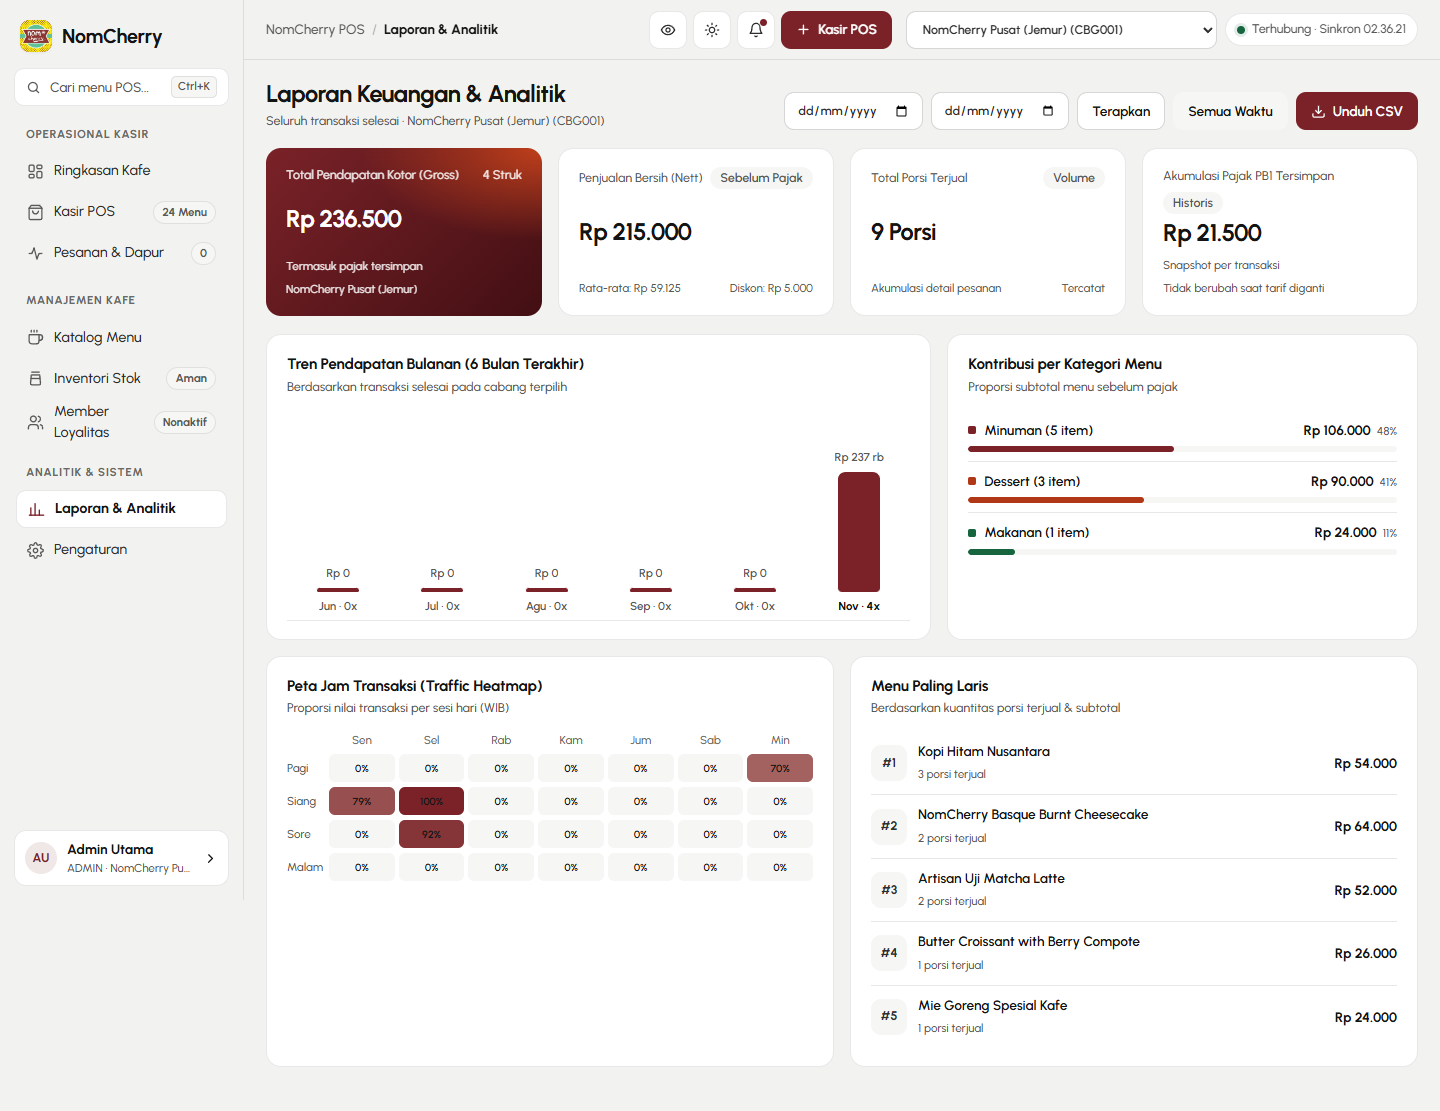 NomCherry
Cari menu POS...
Ctrl+K
OPERASIONAL KASIR
Ringkasan Kafe
Kasir POS
24 Menu
Pesanan & Dapur
0
MANAJEMEN KAFE
Katalog Menu
Inventori Stok
Aman
Member
Loyalitas
Nonaktif
ANALITIK & SISTEM
Laporan & Analitik
Pengaturan
AU
Admin Utama
ADMIN · NomCherry Pu...
NomCherry POS / Laporan & Analitik
Kasir POS
NomCherry Pusat (Jemur) (CBG001)
Terhubung · Sinkron 02.36.21
Laporan Keuangan & Analitik
Seluruh transaksi selesai · NomCherry Pusat (Jemur) (CBG001)
dd/mm/yyyy
dd/mm/yyyy
Terapkan
Semua Waktu
Unduh CSV
Total Pendapatan Kotor (Gross)
4 Struk
Rp 236.500
Termasuk pajak tersimpan
NomCherry Pusat (Jemur)
Penjualan Bersih (Nett)
Sebelum Pajak
Rp 215.000
Rata-rata: Rp 59.125
Diskon: Rp 5.000
Total Porsi Terjual
Volume
9 Porsi
Akumulasi detail pesanan
Tercatat
Akumulasi Pajak PB1 Tersimpan
Historis
Rp 21.500
Snapshot per transaksi
Tidak berubah saat tarif diganti
Tren Pendapatan Bulanan (6 Bulan Terakhir)
Berdasarkan transaksi selesai pada cabang terpilih
Rp 0
Rp 0
Rp 0
Rp 0
Rp 0
Rp 237 rb
Jun · 0x
Jul · 0x
Agu · 0x
Sep · 0x
Okt · 0x
Nov · 4x
Kontribusi per Kategori Menu
Proporsi subtotal menu sebelum pajak
Minuman (5 item)
Rp 106.000 48%
Dessert (3 item)
Rp 90.000 41%
Makanan (1 item)
Rp 24.000 11%
Peta Jam Transaksi (Traffic Heatmap)
Proporsi nilai transaksi per sesi hari (WIB)
Sen Sel Rab Kam Jum Sab Min
Pagi 0% 0% 0% 0% 0% 0% 70%
Siang 79% 100% 0% 0% 0% 0% 0%
Sore 0% 92% 0% 0% 0% 0% 0%
Malam 0% 0% 0% 0% 0% 0% 0%
Menu Paling Laris
Berdasarkan kuantitas porsi terjual & subtotal
#1
Kopi Hitam Nusantara
3 porsi terjual
Rp 54.000
#2
NomCherry Basque Burnt Cheesecake
2 porsi terjual
Rp 64.000
#3
Artisan Uji Matcha Latte
2 porsi terjual
Rp 52.000
#4
Butter Croissant with Berry Compote
1 porsi terjual
Rp 26.000
#5
Mie Goreng Spesial Kafe
1 porsi terjual
Rp 24.000